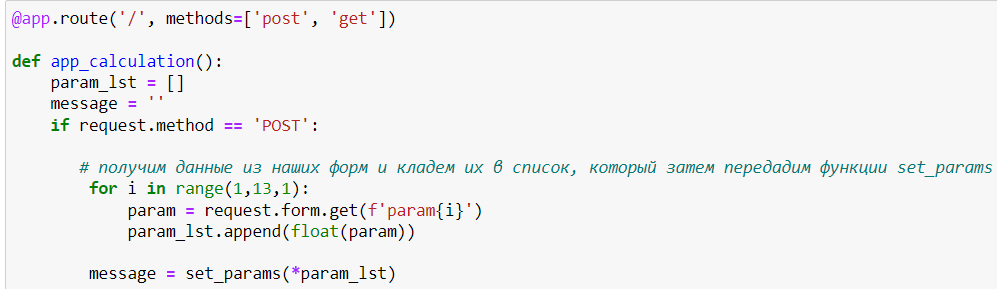 @app.route('/', methods=['post', 'get'])
def app_calculation():
    param_lst = []
    message = ''
    if request.method == 'POST':
       # получим данные из наших форм и кладем их в список, который затем передадим функции set_params
        for i in range(1,13,1):
            param = request.form.get(f'param{i}')
            param_lst.append(float(param))
        message = set_params(*param_lst)